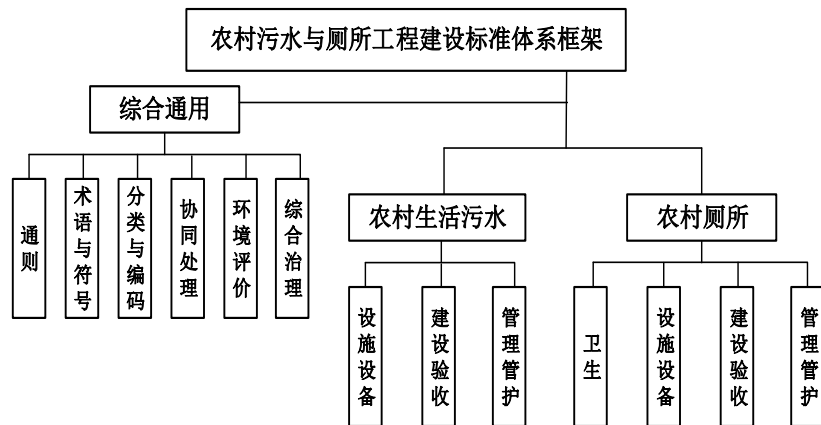 农村污水与厕所工程建设标准体系框架
综合通用
通则
术语与符号
分类与编码
协同处理
环境评价
综合治理
农村生活污水
农村厕所
设施设备
建设验收
管理管护
卫生
设施设备
建设验收
管理管护